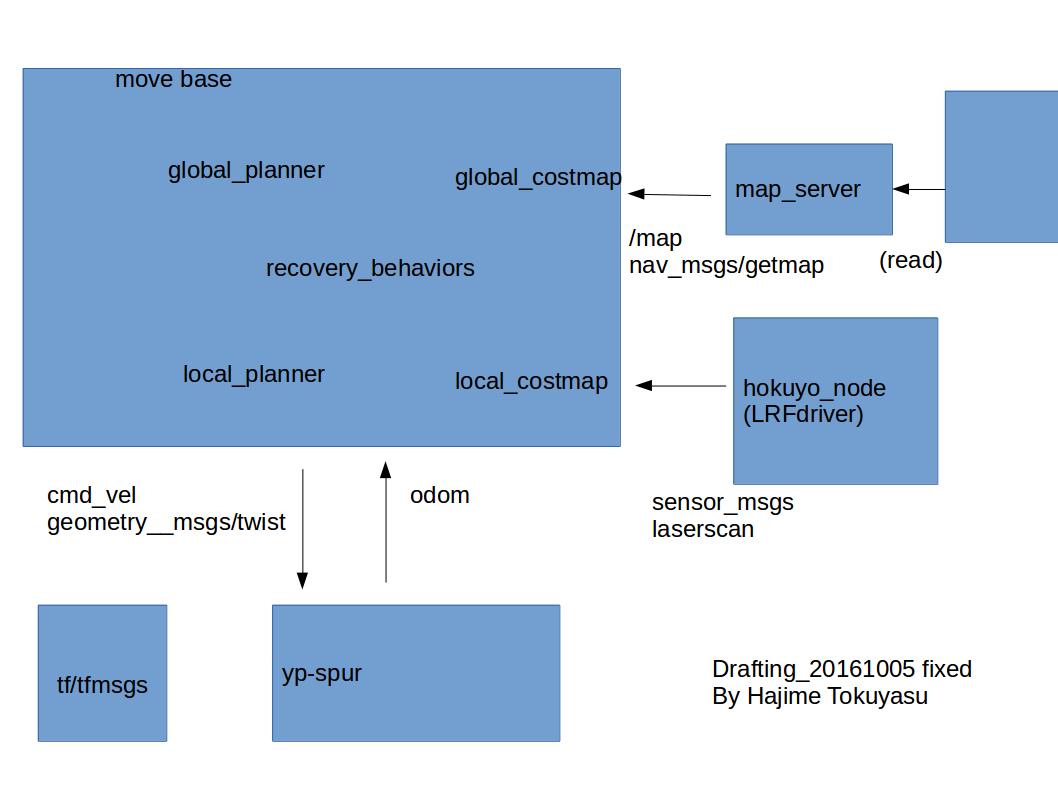 move base
global_planner
global_costmap
map_server
/map
nav_msgs/getmap
(read)
recovery_behaviors
local_planner
local_costmap
hokuyo_node
(LRFdriver)
cmd_vel
geometry__msgs/twist
odom
sensor_msgs
laserscan
tf/tfmsgs
yp-spur
Drafting_20161005 fixed
By Hajime Tokuyasu